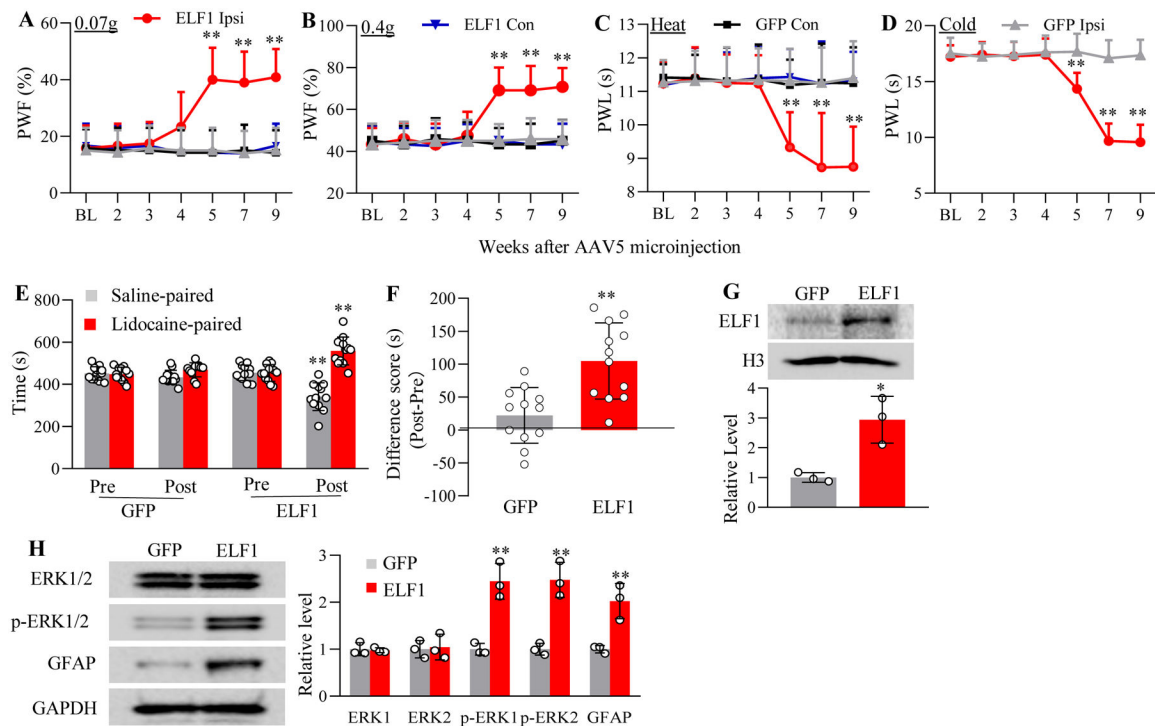 A 0.07g ELF1 Ipsi
PWF (%)
60
40
20
0
** ** **
BL 2 3 4 5 7 9
B 0.4g ELF1 Con
PWF (%)
100
80
60
40
20
** ** **
BL 2 3 4 5 7 9
C Heat GFP Con
PWL (s)
12
11
10
9
8
** ** **
BL 2 3 4 5 7 9
D Cold GFP Ipsi
PWL (s)
20
15
10
5
0
** ** **
BL 2 3 4 5 7 9
Weeks after AAV5 microinjection
E Saline-paired
Lidocaine-paired
Time (s)
800
600
400
200
0
** **
Pre Post Pre Post
GFP ELF1
F
Difference score (s)
(Post-Pre)
200
150
100
50
0
-50
-100
**
GFP ELF1
G GFP ELF1
ELF1
H3
Relative Level
4
3
2
1
0
*
H GFP ELF1
ERK1/2
p-ERK1/2
GFAP
GAPDH
Relative level
3
2
1
0
GFP
ELF1
** ** **
ERK1 ERK2 p-ERK1 p-ERK2 GFAP